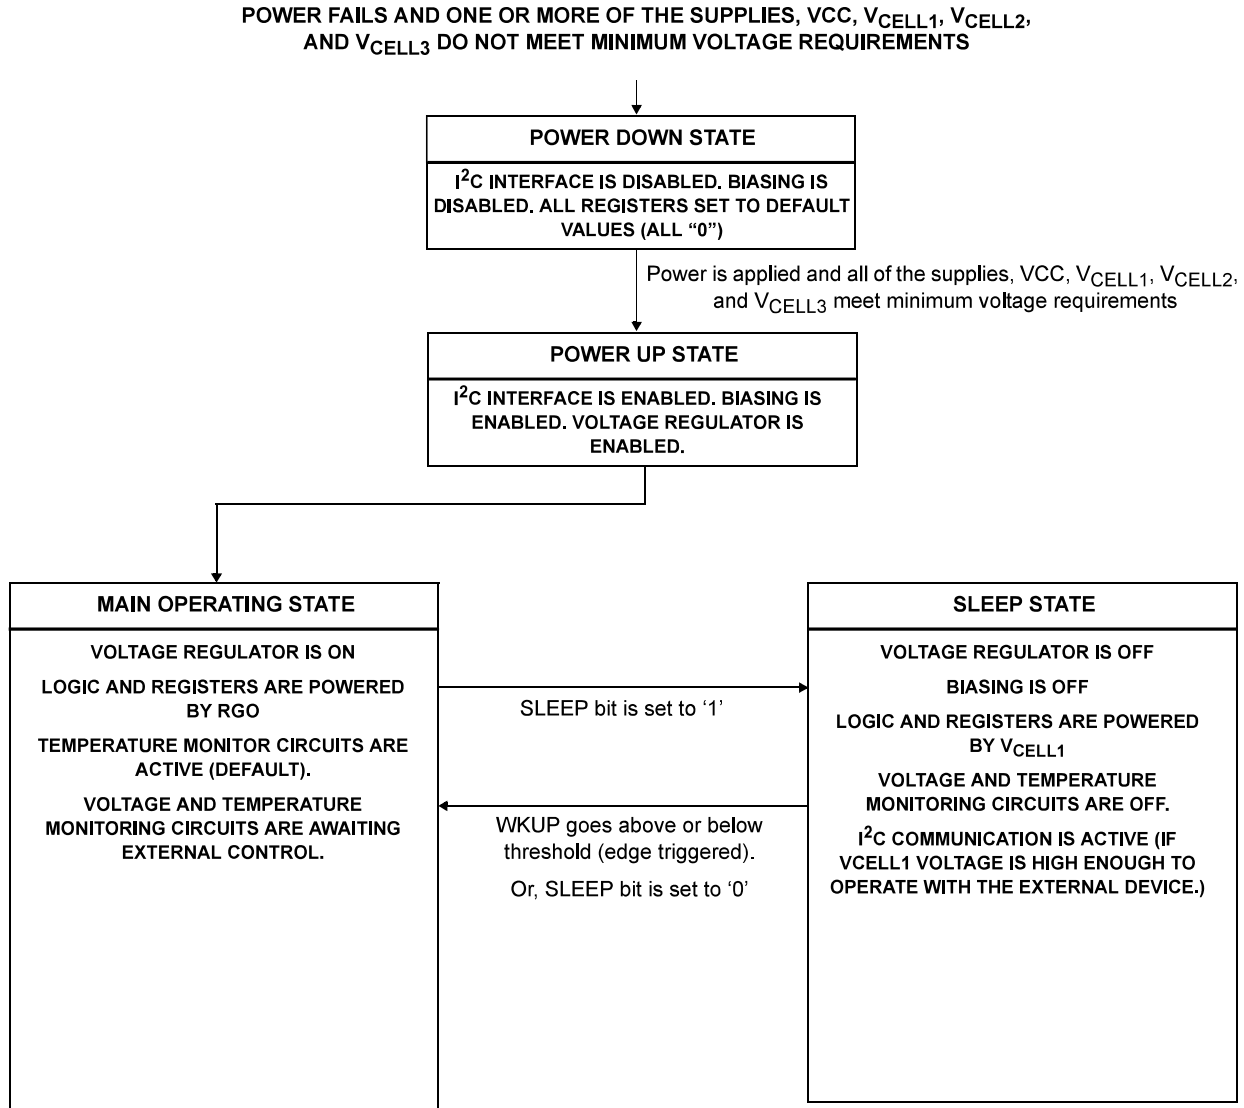 POWER FAILS AND ONE OR MORE OF THE SUPPLIES, VCC, VCELL1, VCELL2,
AND VCELL3 DO NOT MEET MINIMUM VOLTAGE REQUIREMENTS
POWER DOWN STATE
I2C INTERFACE IS DISABLED. BIASING IS
DISABLED. ALL REGISTERS SET TO DEFAULT
VALUES (ALL “0”)
Power is applied and all of the supplies, VCC, VCELL1, VCELL2,
and VCELL3 meet minimum voltage requirements
POWER UP STATE
I2C INTERFACE IS ENABLED. BIASING IS
ENABLED. VOLTAGE REGULATOR IS
ENABLED.
MAIN OPERATING STATE
VOLTAGE REGULATOR IS ON
LOGIC AND REGISTERS ARE POWERED
BY RGO
TEMPERATURE MONITOR CIRCUITS ARE
ACTIVE (DEFAULT).
VOLTAGE AND TEMPERATURE
MONITORING CIRCUITS ARE AWAITING
EXTERNAL CONTROL.
SLEEP bit is set to ‘1’
WKUP goes above or below
threshold (edge triggered).
Or, SLEEP bit is set to ‘0’
SLEEP STATE
VOLTAGE REGULATOR IS OFF
BIASING IS OFF
LOGIC AND REGISTERS ARE POWERED
BY VCELL1
VOLTAGE AND TEMPERATURE
MONITORING CIRCUITS ARE OFF.
I2C COMMUNICATION IS ACTIVE (IF
VCELL1 VOLTAGE IS HIGH ENOUGH TO
OPERATE WITH THE EXTERNAL DEVICE.)